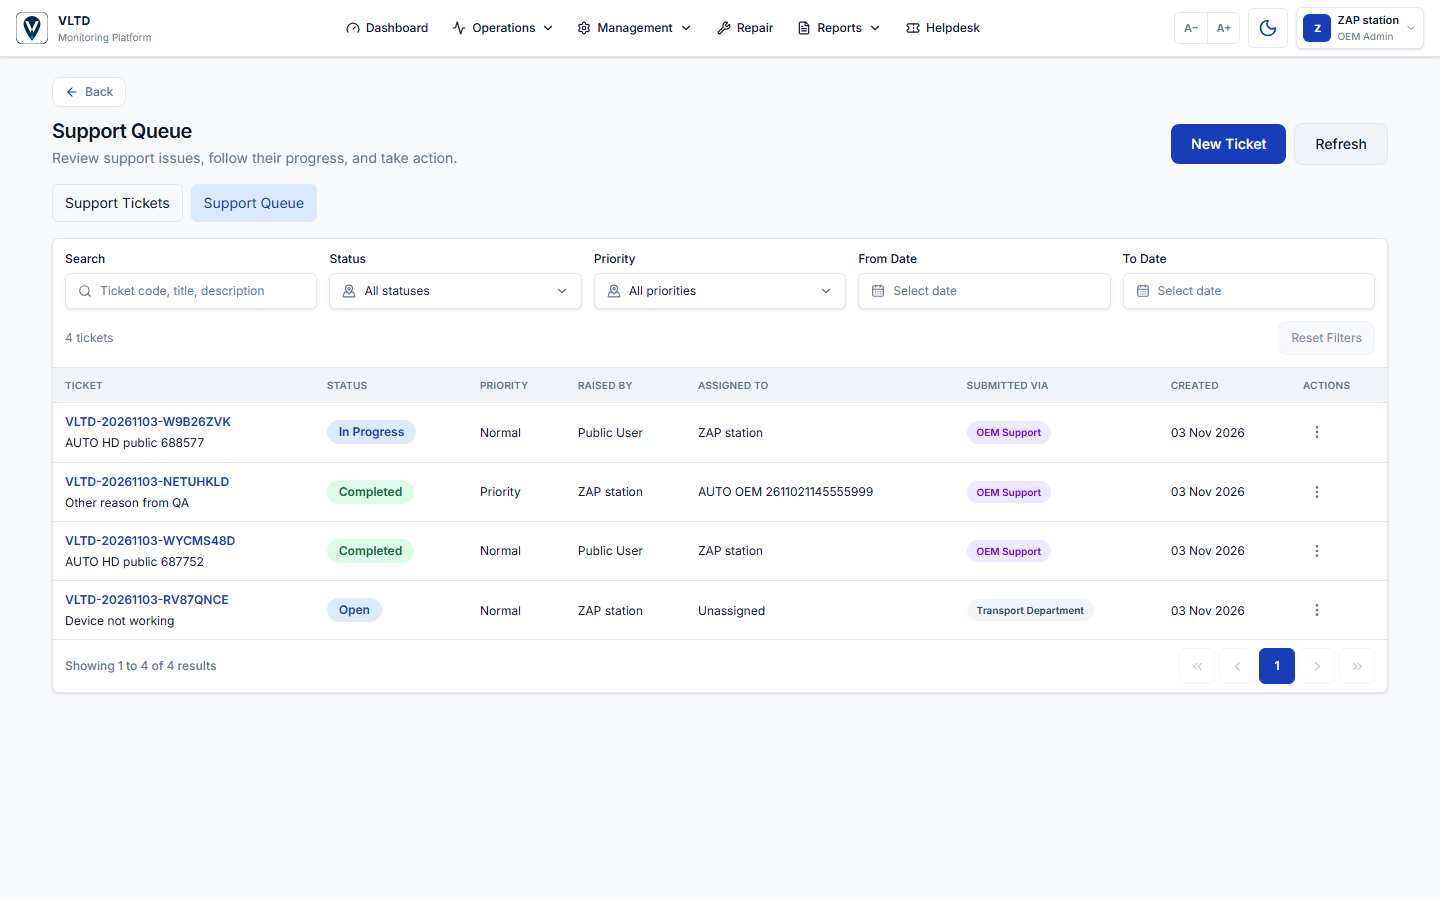 VLTD
Monitoring Platform
Dashboard
Operations
Management
Repair
Reports
Helpdesk
A−
A+
Z
ZAP station
OEM Admin
Back
Support Queue
Review support issues, follow their progress, and take action.
New Ticket
Refresh
Support Tickets
Support Queue
Search
Status
Priority
From Date
To Date
Ticket code, title, description
All statuses
All priorities
Select date
Select date
4 tickets
Reset Filters
TICKET STATUS PRIORITY RAISED BY ASSIGNED TO SUBMITTED VIA CREATED ACTIONS
VLTD-20261103-W9B26ZVK
AUTO HD public 688577
In Progress Normal Public User ZAP station OEM Support 03 Nov 2026
VLTD-20261103-NETUHKLD
Other reason from QA
Completed Priority ZAP station AUTO OEM 2611021145555999 OEM Support 03 Nov 2026
VLTD-20261103-WYCMS48D
AUTO HD public 687752
Completed Normal Public User ZAP station OEM Support 03 Nov 2026
VLTD-20261103-RV87QNCE
Device not working
Open Normal ZAP station Unassigned Transport Department 03 Nov 2026
Showing 1 to 4 of 4 results
1